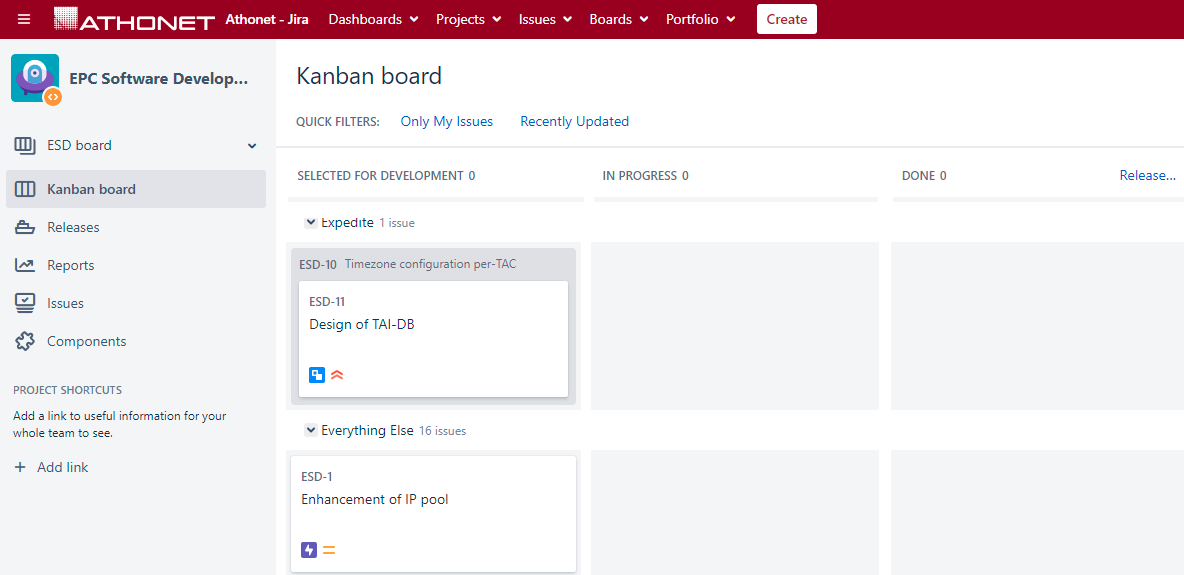 ATHONET Athonet - Jira Dashboards Projects Issues Boards Portfolio Create
EPC Software Develop...
ESD board
Kanban board
Releases
Reports
Issues
Components
PROJECT SHORTCUTS
Add a link to useful information for your
whole team to see.
+ Add link
Kanban board
QUICK FILTERS: Only My Issues Recently Updated
SELECTED FOR DEVELOPMENT 0 IN PROGRESS 0 DONE 0 Release...
Expedite 1 issue
ESD-10 Timezone configuration per-TAC
ESD-11
Design of TAI-DB
Everything Else 16 issues
ESD-1
Enhancement of IP pool